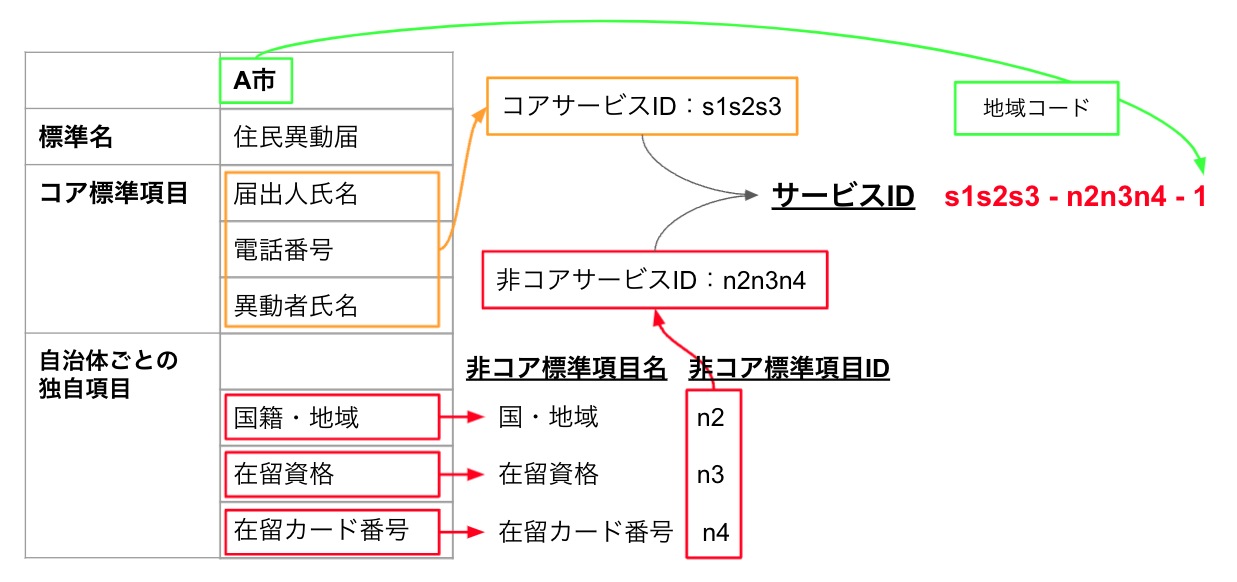 A市
標準名
住民異動届
コア標準項目
届出人氏名
電話番号
異動者氏名
自治体ごとの
独自項目
国籍・地域
在留資格
在留カード番号
コアサービスID：s1s2s3
地域コード
サービスID
s1s2s3 - n2n3n4 - 1
非コアサービスID：n2n3n4
非コア標準項目名
非コア標準項目ID
国・地域
n2
在留資格
n3
在留カード番号
n4